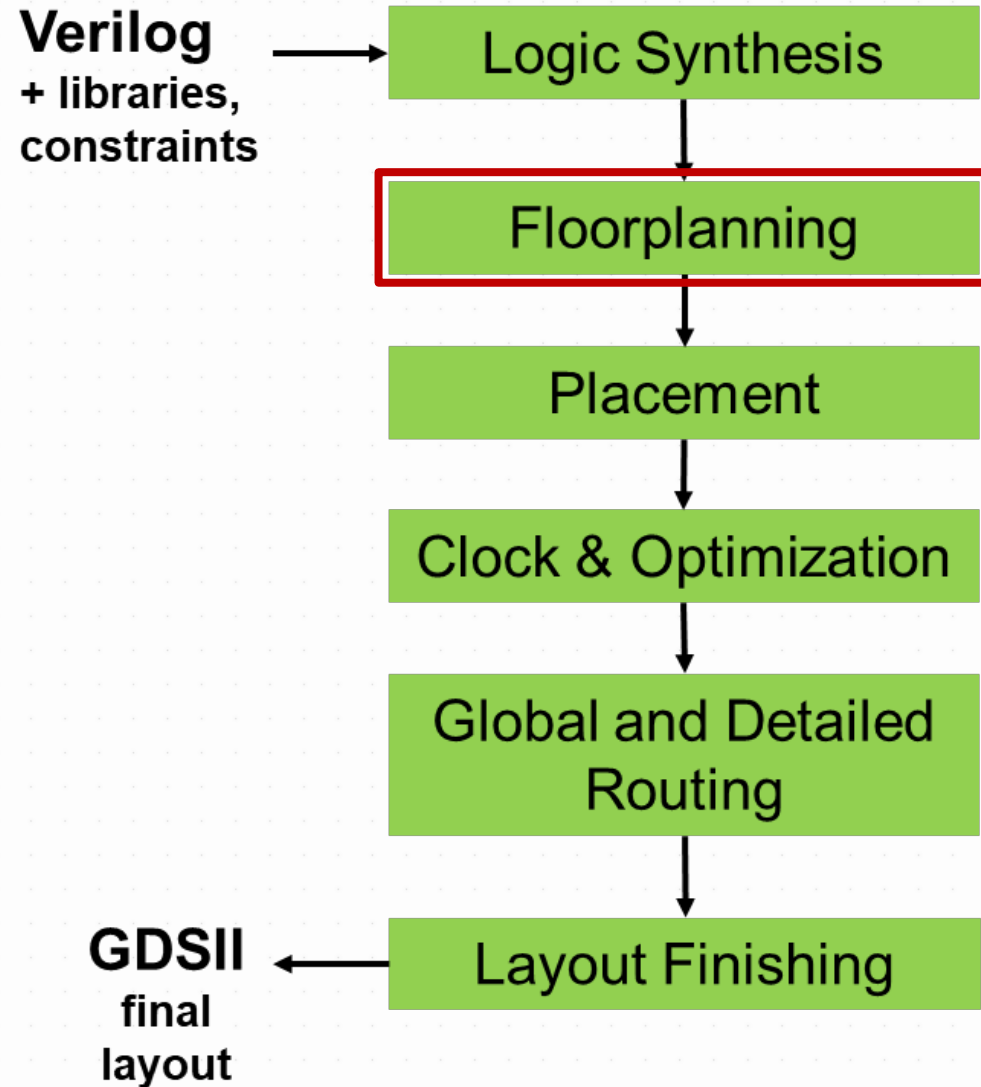 Verilog
+ libraries,
constraints
Logic Synthesis
Floorplanning
Placement
Clock & Optimization
Global and Detailed
Routing
Layout Finishing
GDSII
final
layout